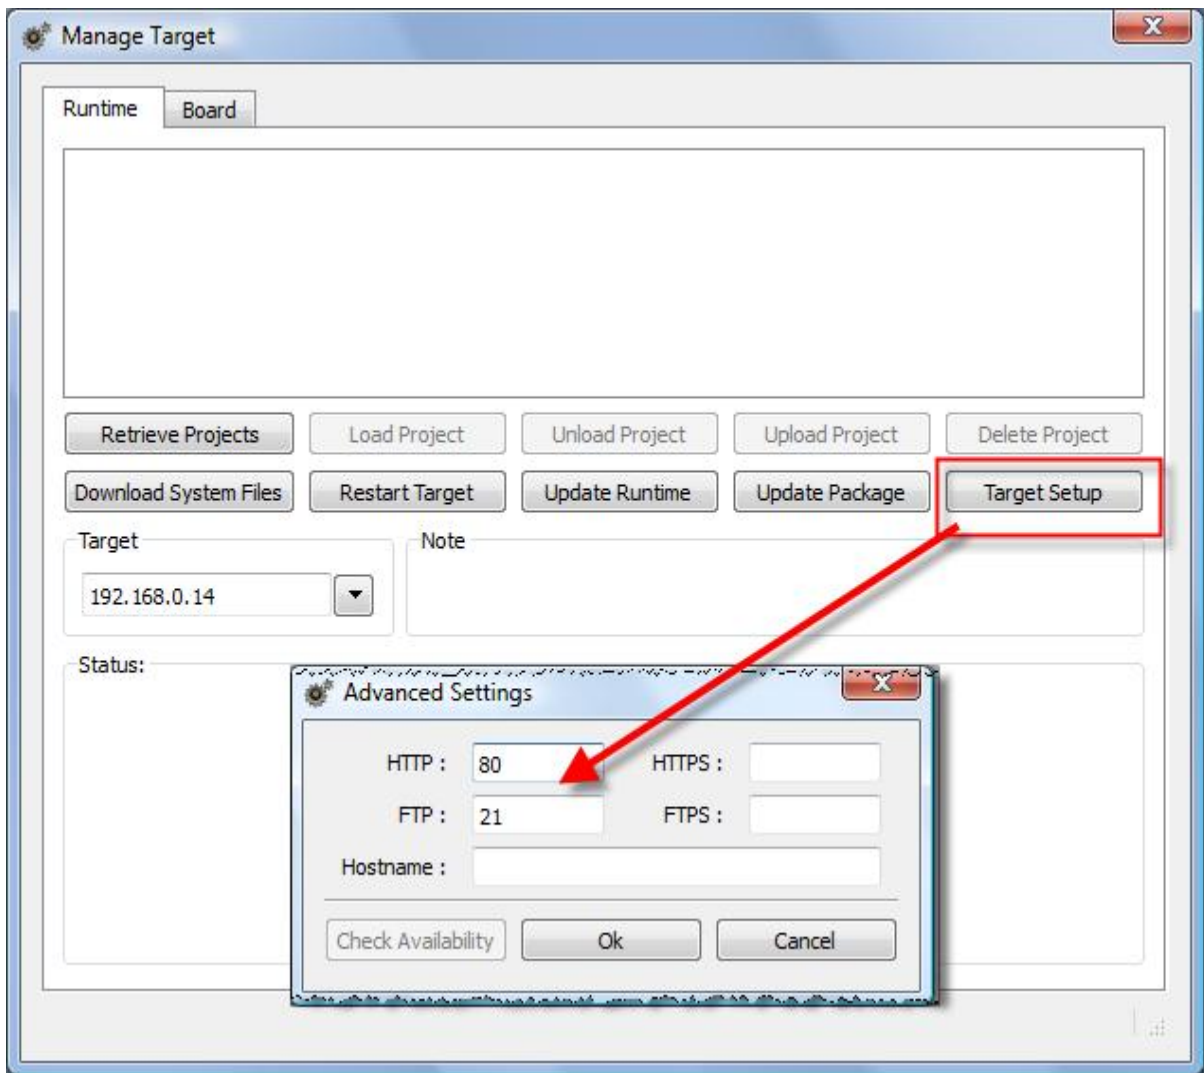 Manage Target
Runtime Board
Retrieve Projects Load Project Unload Project Upload Project Delete Project
Download System Files Restart Target Update Runtime Update Package Target Setup
Target Note
192.168.0.14
Status:
Advanced Settings
HTTP : 80 HTTPS :
FTP : 21 FTPS :
Hostname :
Check Availability Ok Cancel